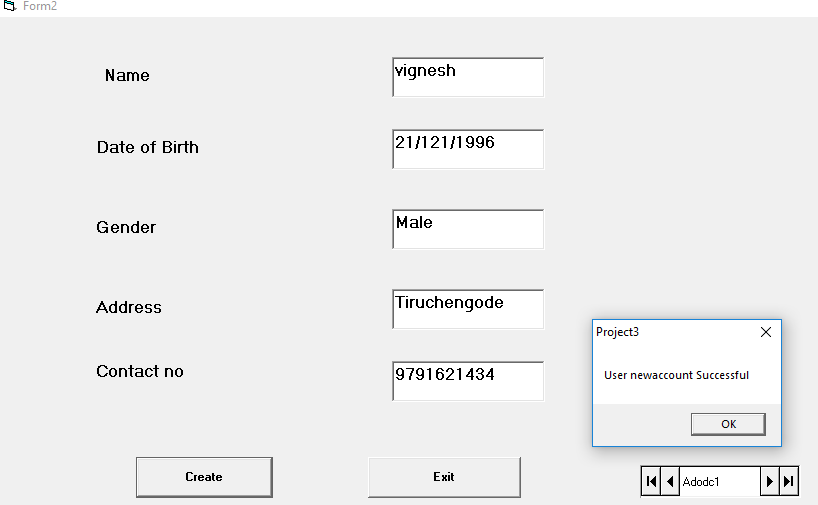 Form2
Name
vignesh
Date of Birth
21/121/1996
Gender
Male
Address
Tiruchengode
Contact no
9791621434
Project3
User newaccount Successful
OK
Create
Exit
Adodc1